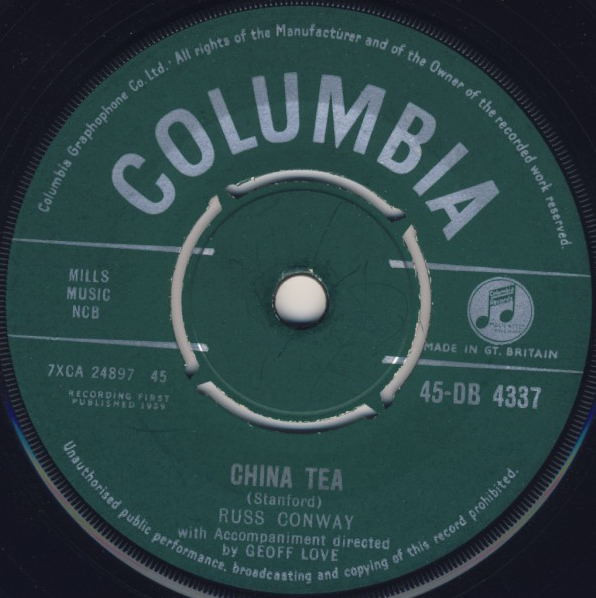 Columbia Graphophone Co. Ltd. · All rights of the Manufacturer and of the Owner of the recorded work reserved.
COLUMBIA
MILLS
MUSIC
NCB
7XCA 24897 45
RECORDING FIRST
PUBLISHED 1959
Columbia
Records
MADE IN GT. BRITAIN
45-DB 4337
CHINA TEA
(Stanford)
RUSS CONWAY
with Accompaniment directed
by GEOFF LOVE
Unauthorised public performance, broadcasting and copying of this record prohibited.